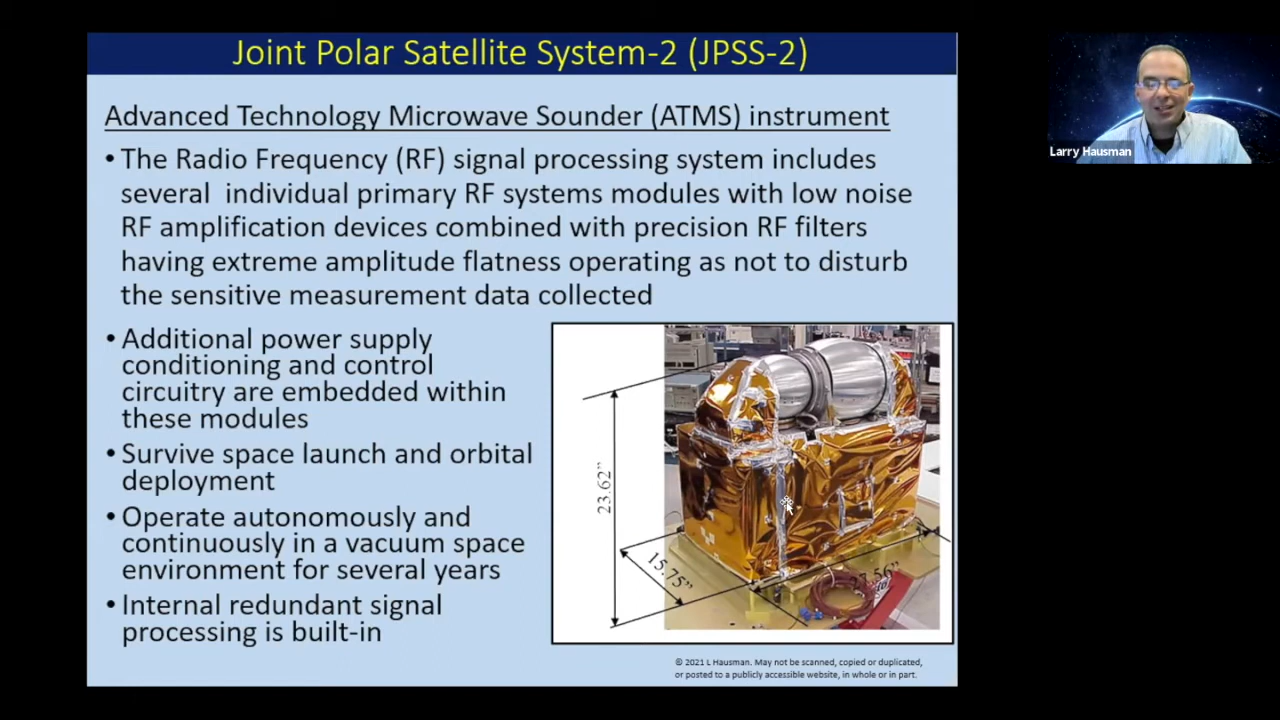 Joint Polar Satellite System-2 (JPSS-2)
Advanced Technology Microwave Sounder (ATMS) instrument
• The Radio Frequency (RF) signal processing system includes
several individual primary RF systems modules with low noise
RF amplification devices combined with precision RF filters
having extreme amplitude flatness operating as not to disturb
the sensitive measurement data collected
• Additional power supply
conditioning and control
circuitry are embedded within
these modules
• Survive space launch and orbital
deployment
• Operate autonomously and
continuously in a vacuum space
environment for several years
• Internal redundant signal
processing is built-in
23.62”
15.75”
© 2021 L Hausman. May not be scanned, copied or duplicated,
or posted to a publicly accessible website, in whole or in part.
Larry Hausman